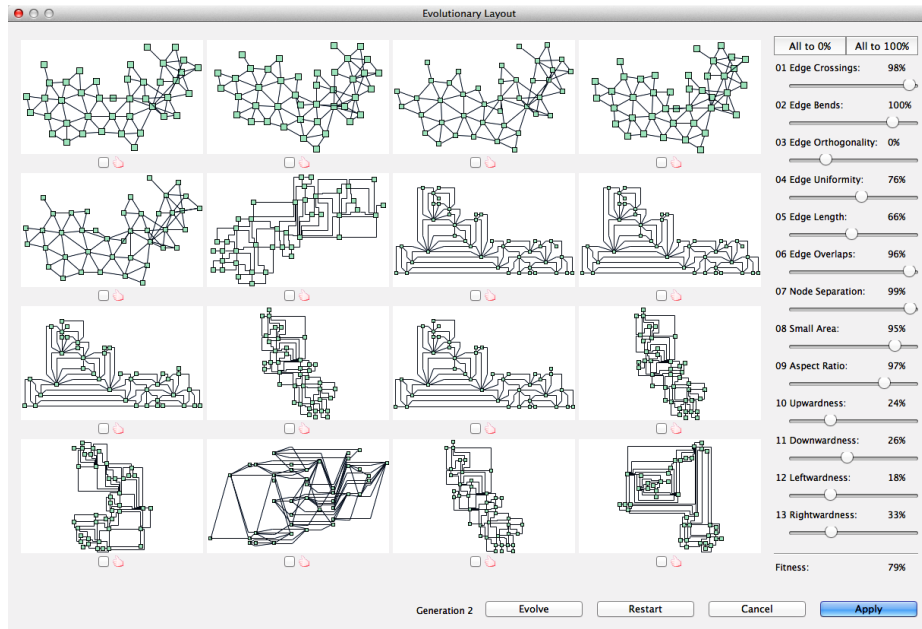 Evolutionary Layout
All to 0% All to 100%
01 Edge Crossings: 98%
02 Edge Bends: 100%
03 Edge Orthogonality: 0%
04 Edge Uniformity: 76%
05 Edge Length: 66%
06 Edge Overlaps: 96%
07 Node Separation: 99%
08 Small Area: 95%
09 Aspect Ratio: 97%
10 Upwardness: 24%
11 Downwardness: 26%
12 Leftwardness: 18%
13 Rightwardness: 33%
Fitness: 79%
Generation 2 Evolve Restart Cancel Apply